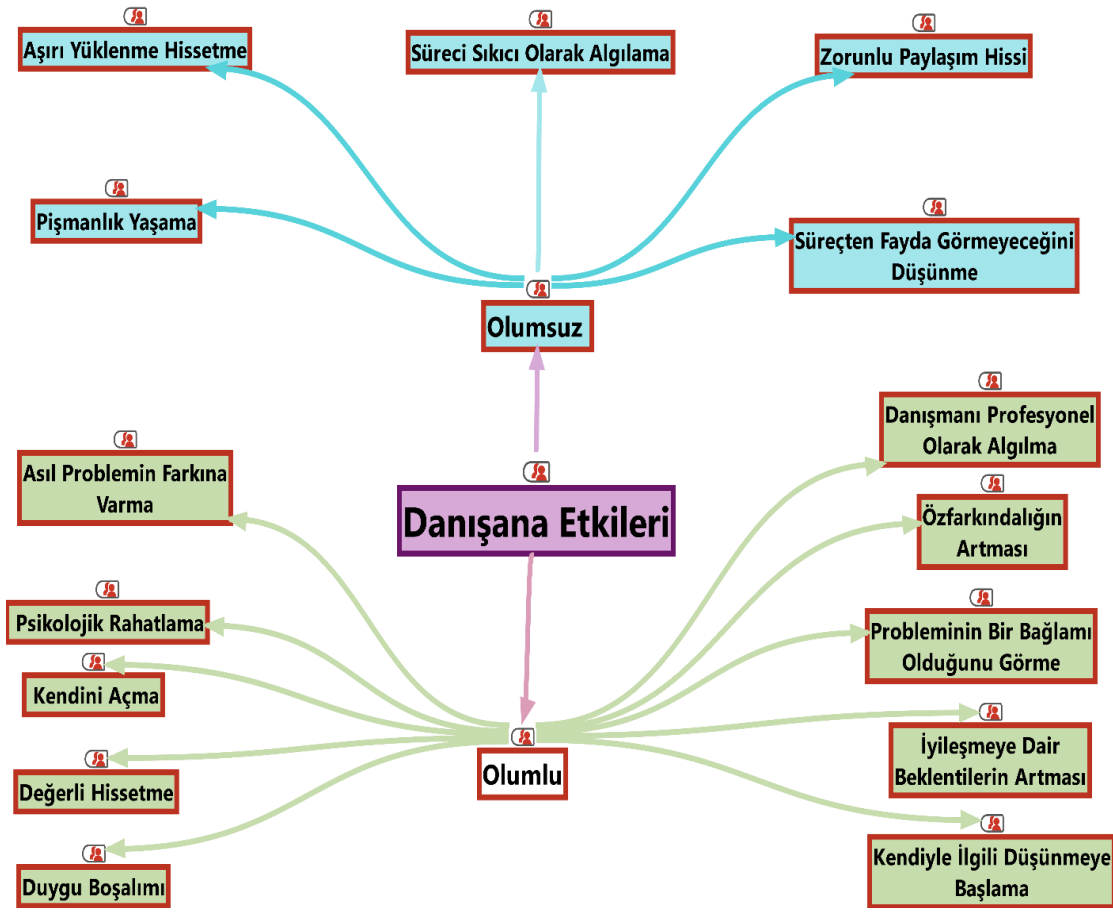 Aşırı Yüklenme Hissetme
Süreci Sıkıcı Olarak Algılama
Zorunlu Paylaşım Hissi
Pişmanlık Yaşama
Süreçten Fayda Görmeyeceğini
Düşünme
Olumsuz
Danışmanı Profesyonel
Olarak Algılma
Asıl Problemin Farkına
Varma
Danışana Etkileri
Özfarkındalığın
Artması
Psikolojik Rahatlama
Probleminin Bir Bağlamı
Olduğunu Görme
Kendini Açma
Olumlu
İyileşmeye Dair
Beklentilerin Artması
Değerli Hissetme
Duygu Boşalımı
Kendiyle İlgili Düşünmeye
Başlama